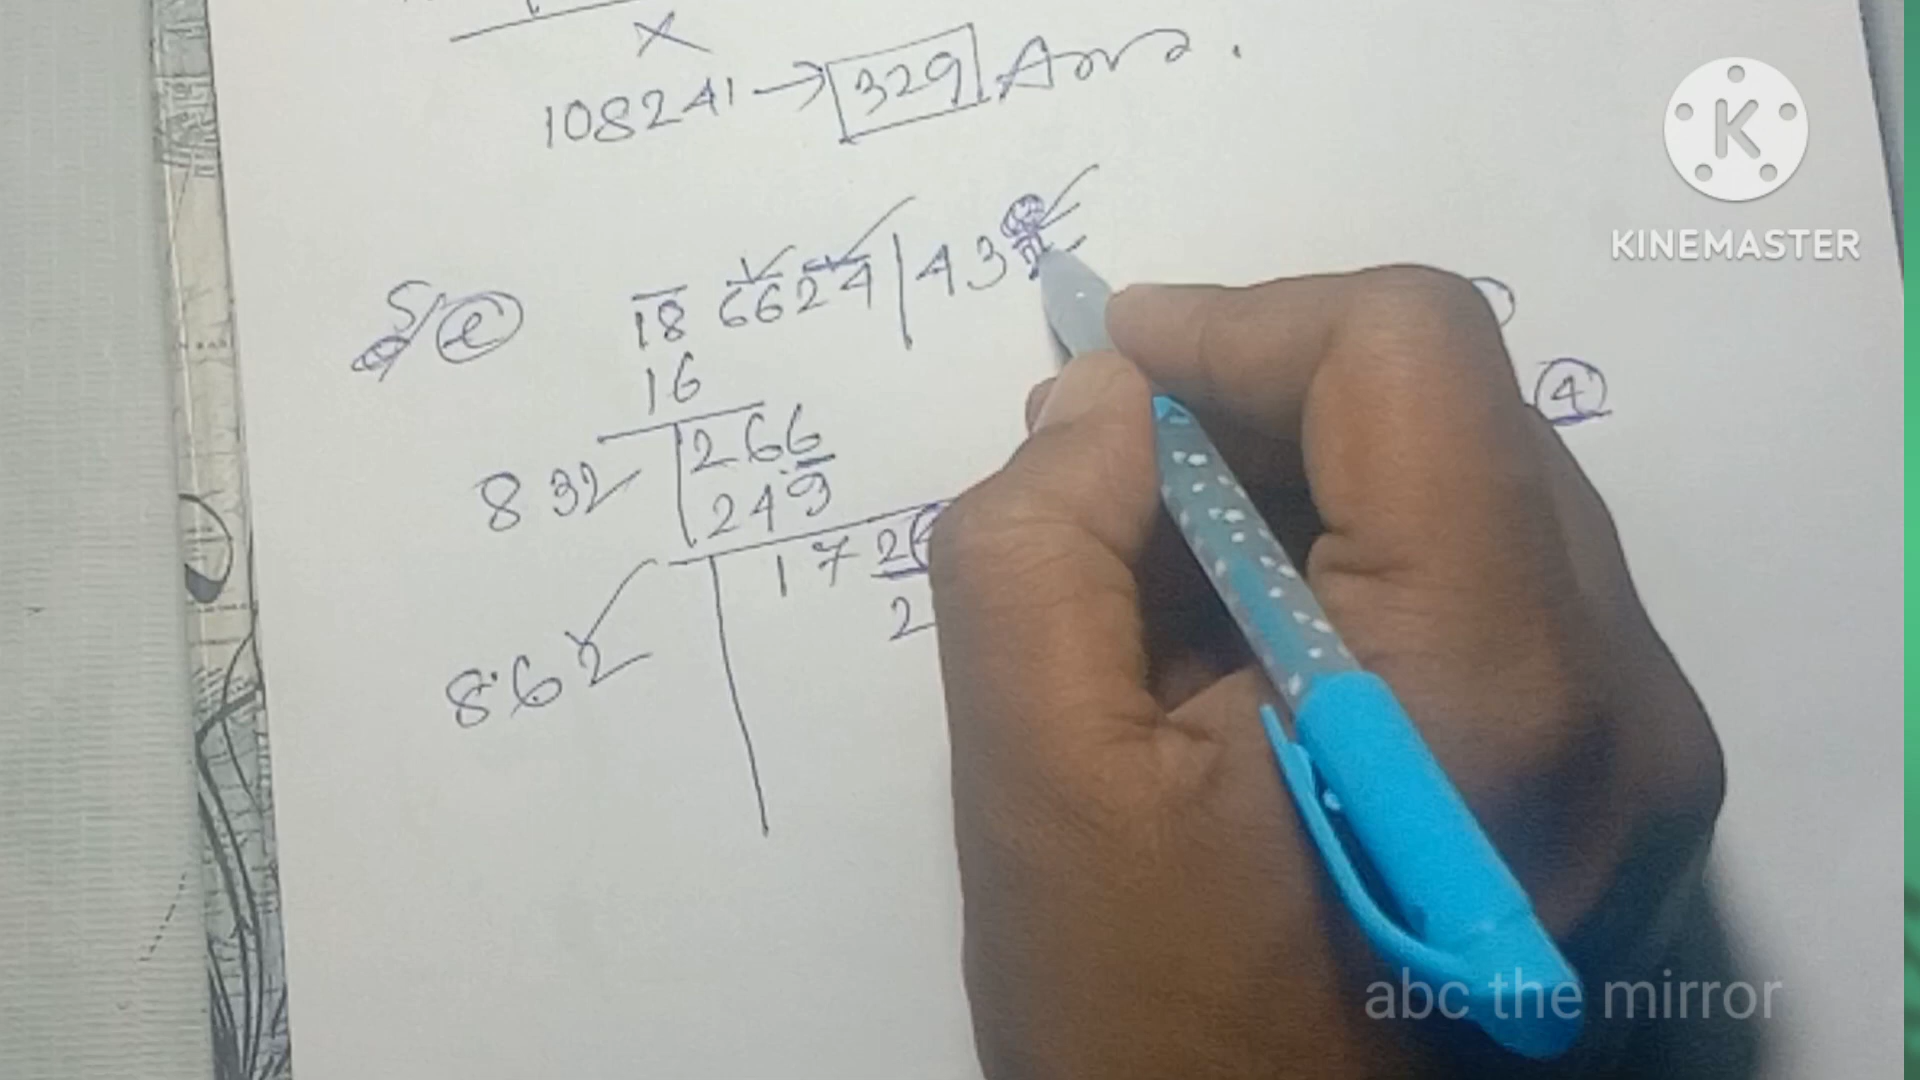 108241 → 329 Ans.
e 18 66 24 | 43
16
832 266
249
17 2
862 2
4
K
KINEMASTER
abc the mirror